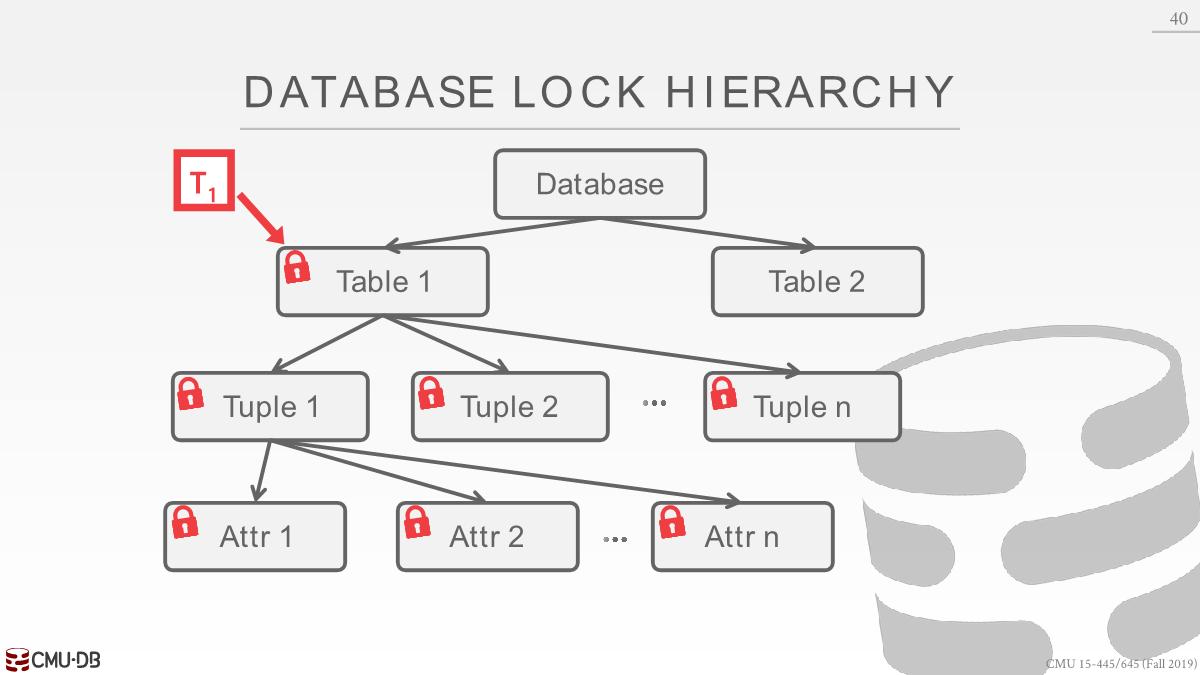 40
DATABASE LOCK HIERARCHY
T1
Database
Table 1
Table 2
Tuple 1
Tuple 2
...
Tuple n
Attr 1
Attr 2
...
Attr n
CMU·DB
CMU 15-445/645 (Fall 2019)